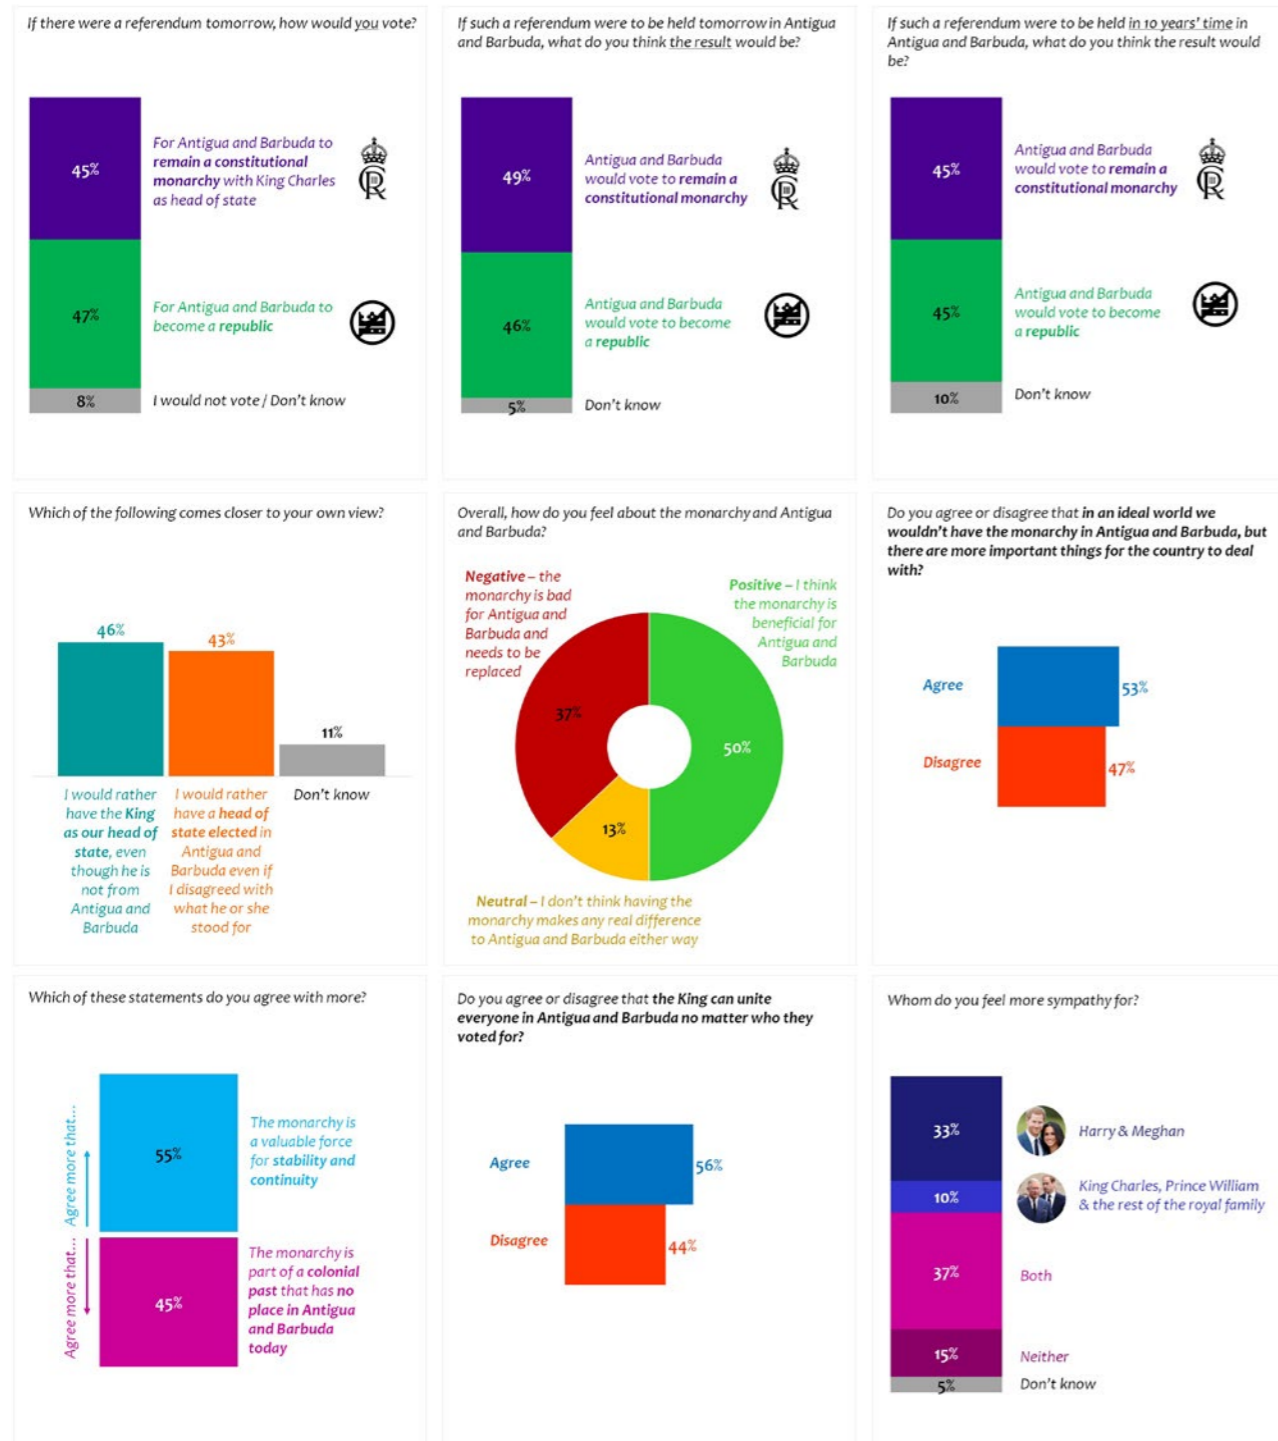 If there were a referendum tomorrow, how would you vote?
45%
For Antigua and Barbuda to
remain a constitutional
monarchy with King Charles
as head of state
47%
For Antigua and Barbuda to
become a republic
8%
I would not vote / Don't know
If such a referendum were to be held tomorrow in Antigua
and Barbuda, what do you think the result would be?
49%
Antigua and Barbuda
would vote to remain a
constitutional monarchy
46%
Antigua and Barbuda
would vote to become
a republic
5%
Don't know
If such a referendum were to be held in 10 years' time in
Antigua and Barbuda, what do you think the result would
be?
45%
Antigua and Barbuda
would vote to remain a
constitutional monarchy
45%
Antigua and Barbuda
would vote to become
a republic
10%
Don't know
Which of the following comes closer to your own view?
46%
43%
11%
I would rather
have the King
as our head of
state, even
though he is
not from
Antigua and
Barbuda
I would rather
have a head of
state elected in
Antigua and
Barbuda even if
I disagreed with
what he or she
stood for
Don't know
Overall, how do you feel about the monarchy and Antigua
and Barbuda?
Negative – the
monarchy is bad
for Antigua and
Barbuda and
needs to be
replaced
Positive – I think
the monarchy is
beneficial for
Antigua and
Barbuda
37%
50%
13%
Neutral – I don't think having the
monarchy makes any real difference
to Antigua and Barbuda either way
Do you agree or disagree that in an ideal world we
wouldn't have the monarchy in Antigua and Barbuda, but
there are more important things for the country to deal
with?
Agree
53%
Disagree
47%
Which of these statements do you agree with more?
Agree more that...
55%
The monarchy is
a valuable force
for stability and
continuity
Agree more that...
45%
The monarchy is
part of a colonial
past that has no
place in Antigua
and Barbuda
today
Do you agree or disagree that the King can unite
everyone in Antigua and Barbuda no matter who they
voted for?
Agree
56%
Disagree
44%
Whom do you feel more sympathy for?
33%
Harry & Meghan
10%
King Charles, Prince William
& the rest of the royal family
37%
Both
15%
Neither
5%
Don't know